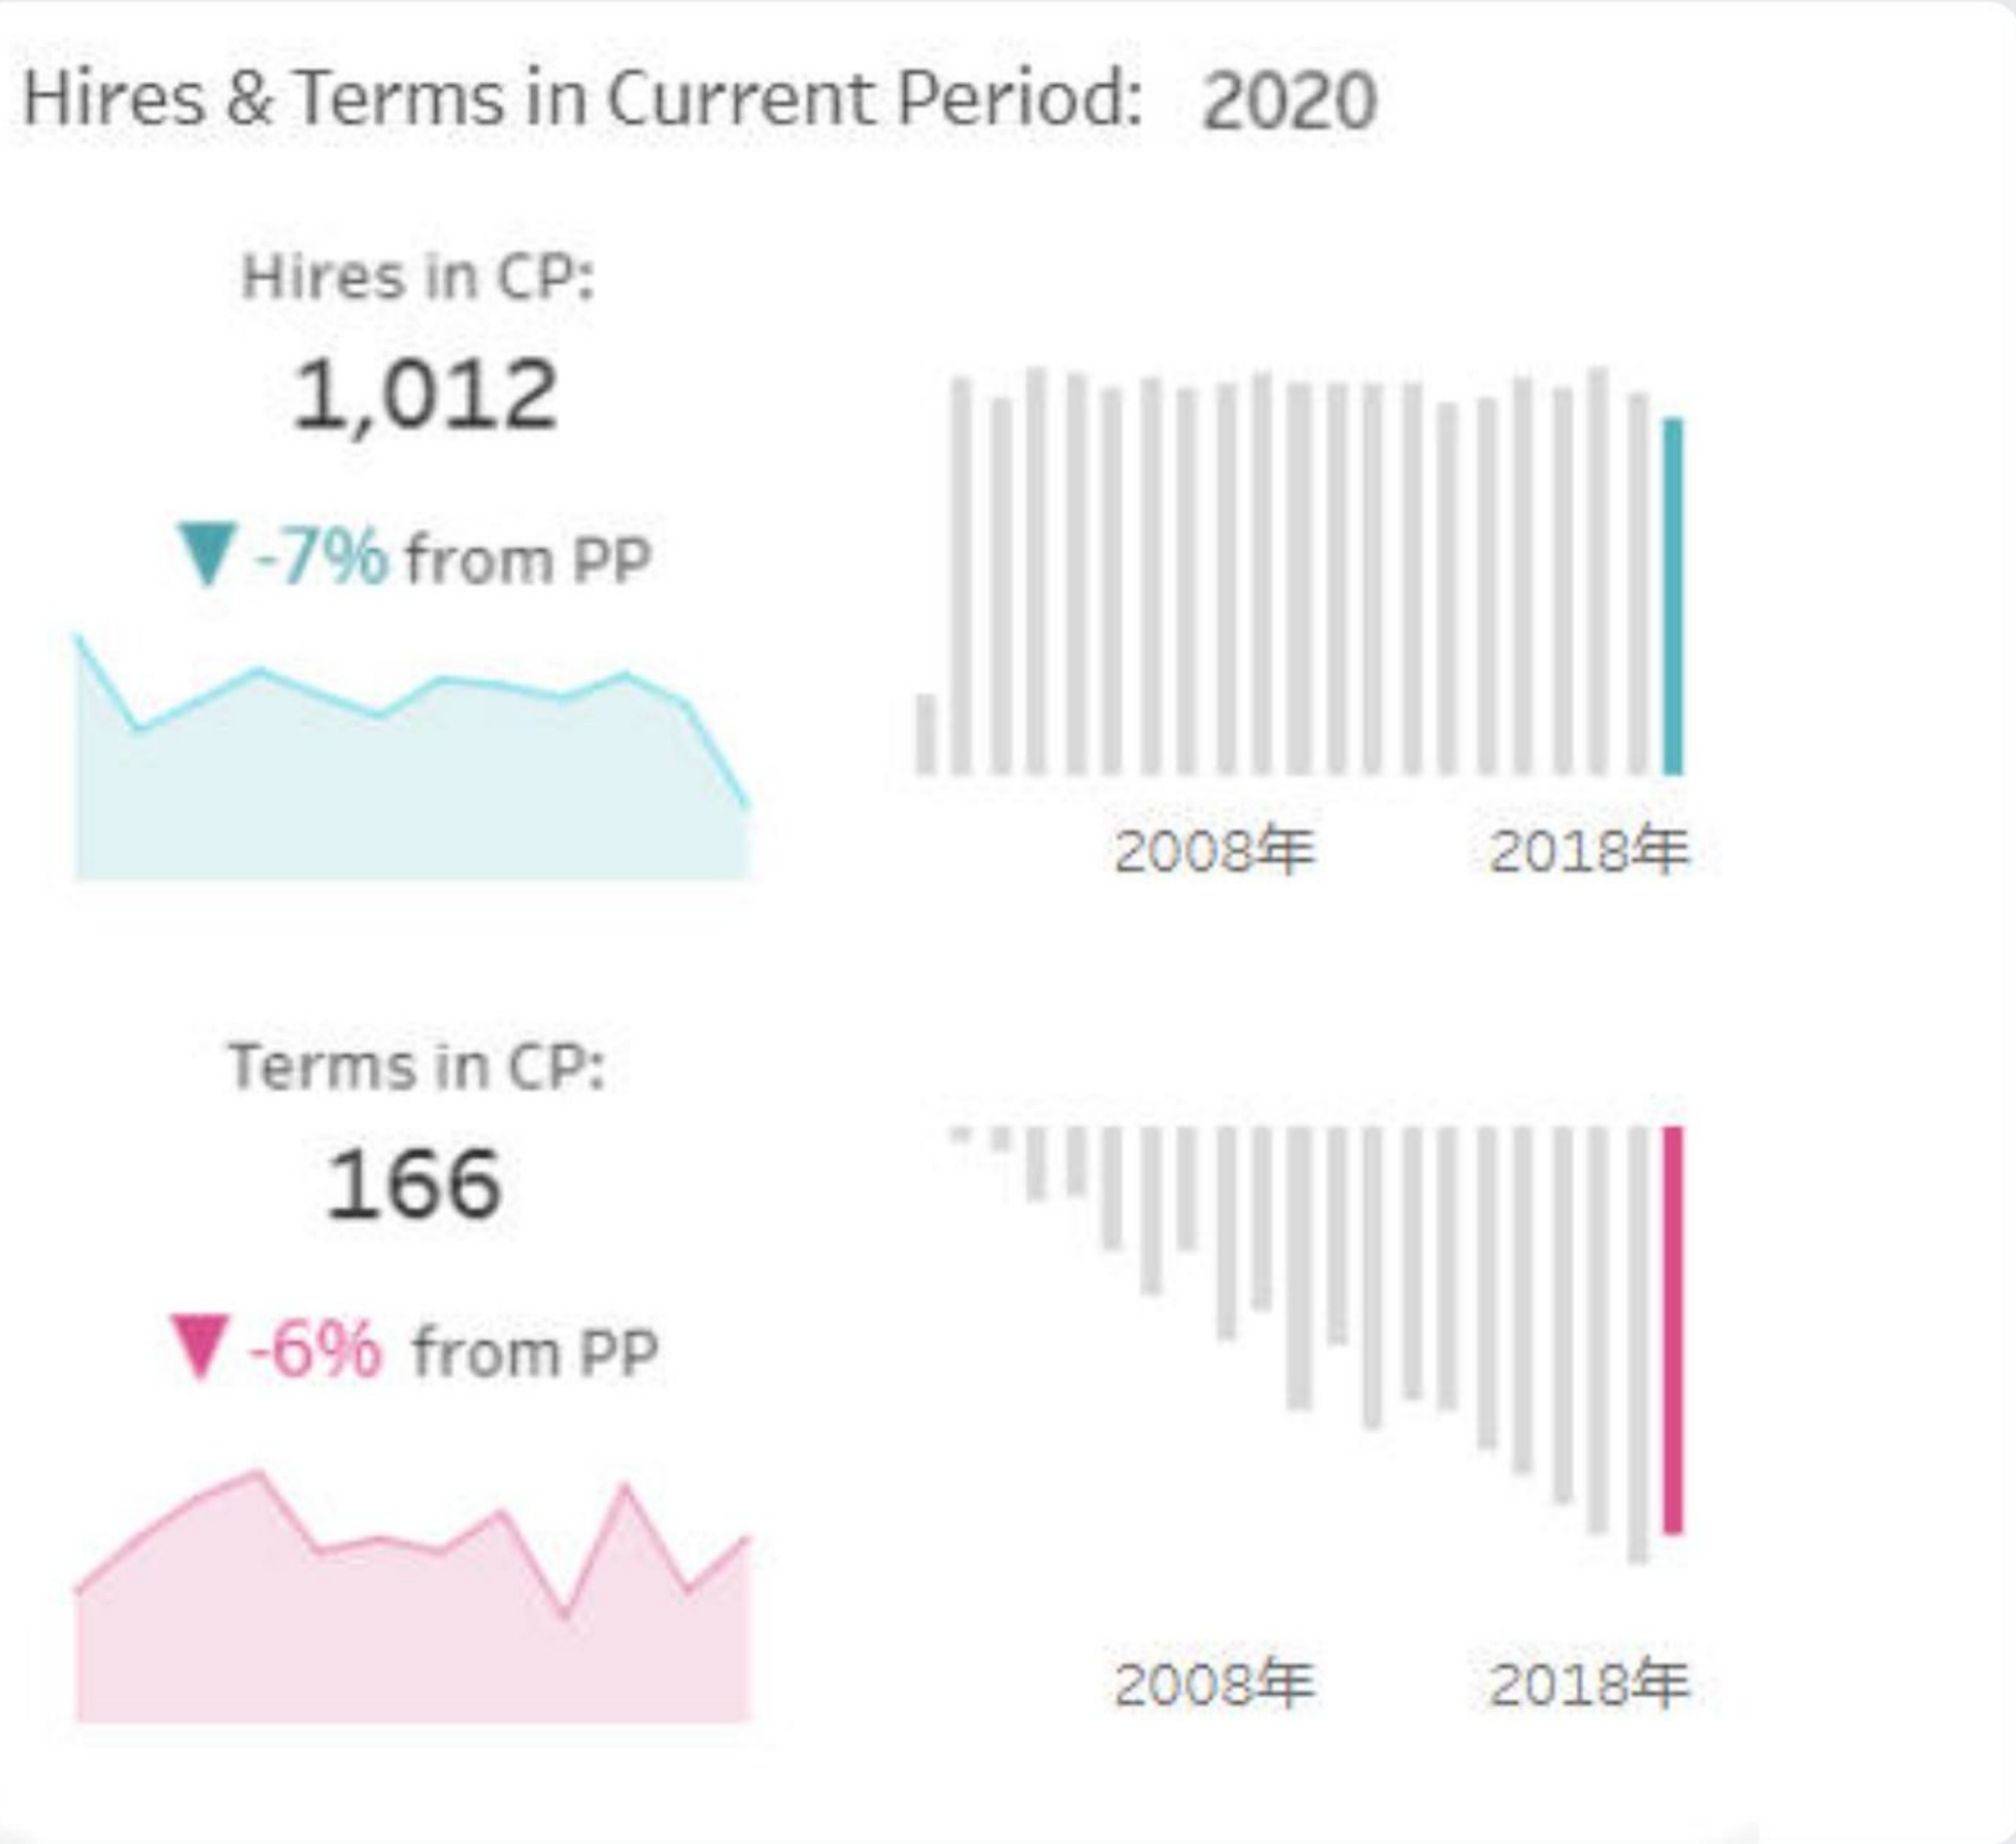 Hires & Terms in Current Period: 2020
Hires in CP:
1,012
▼ -7% from PP
2008年 2018年
Terms in CP:
166
▼ -6% from PP
2008年 2018年